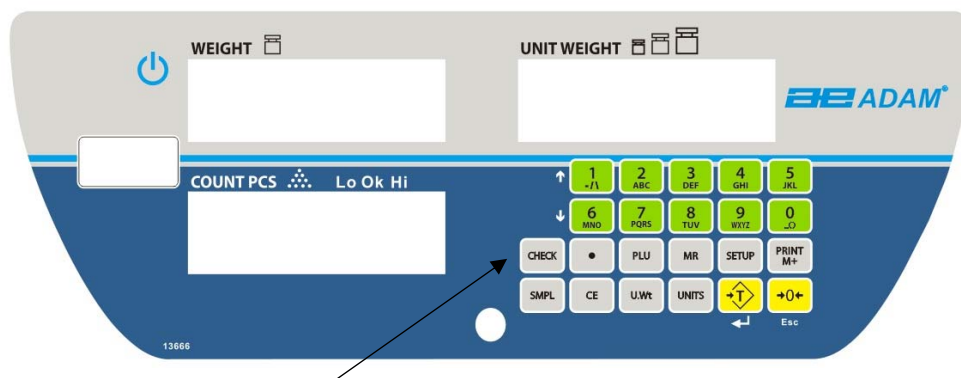 WEIGHT
UNIT WEIGHT
ae ADAM®
COUNT PCS Lo Ok Hi
1 2 3 4 5
-/\ ABC DEF GHI JKL
6 7 8 9 0
MNO PQRS TUV WXYZ _Ω
CHECK • PLU MR SETUP PRINT M+
SMPL CE U.Wt UNITS →T← →0←
Esc
13666